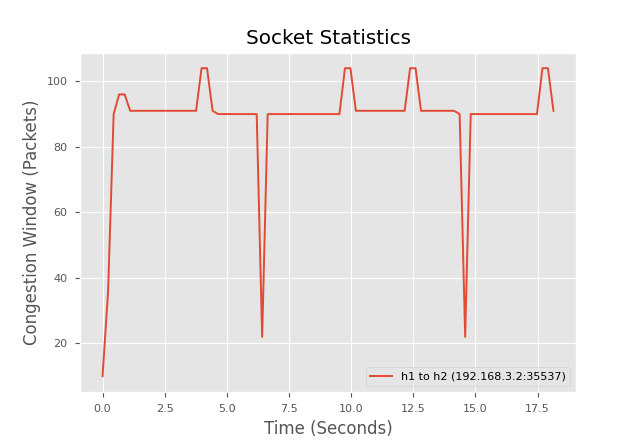 Socket Statistics
Congestion Window (Packets)
100
80
60
40
20
h1 to h2 (192.168.3.2:35537)
0.0 2.5 5.0 7.5 10.0 12.5 15.0 17.5
Time (Seconds)